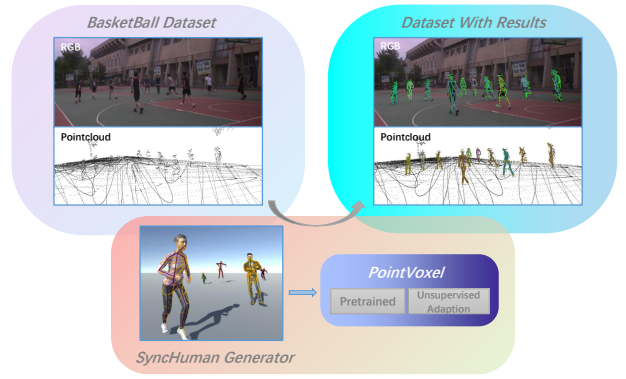 BasketBall Dataset
RGB
Pointcloud
Dataset With Results
RGB
Pointcloud
SyncHuman Generator
PointVoxel
Pretrained
Unsupervised
Adaption